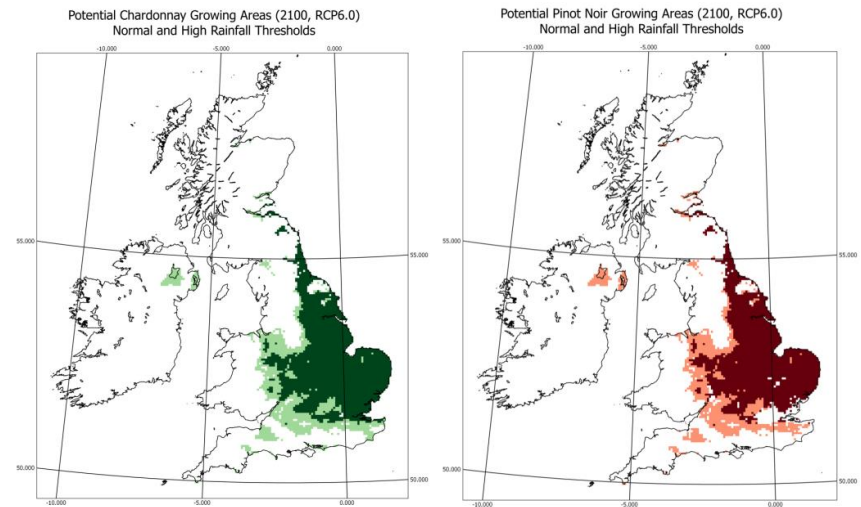 Potential Chardonnay Growing Areas (2100, RCP6.0)
Normal and High Rainfall Thresholds
-10.000 -5.000 0.000
55.000 55.000
50.000 50.000
-10.000 -5.000 0.000
Potential Pinot Noir Growing Areas (2100, RCP6.0)
Normal and High Rainfall Thresholds
-10.000 -5.000 0.000
55.000 55.000
50.000 50.000
-10.000 -5.000 0.000